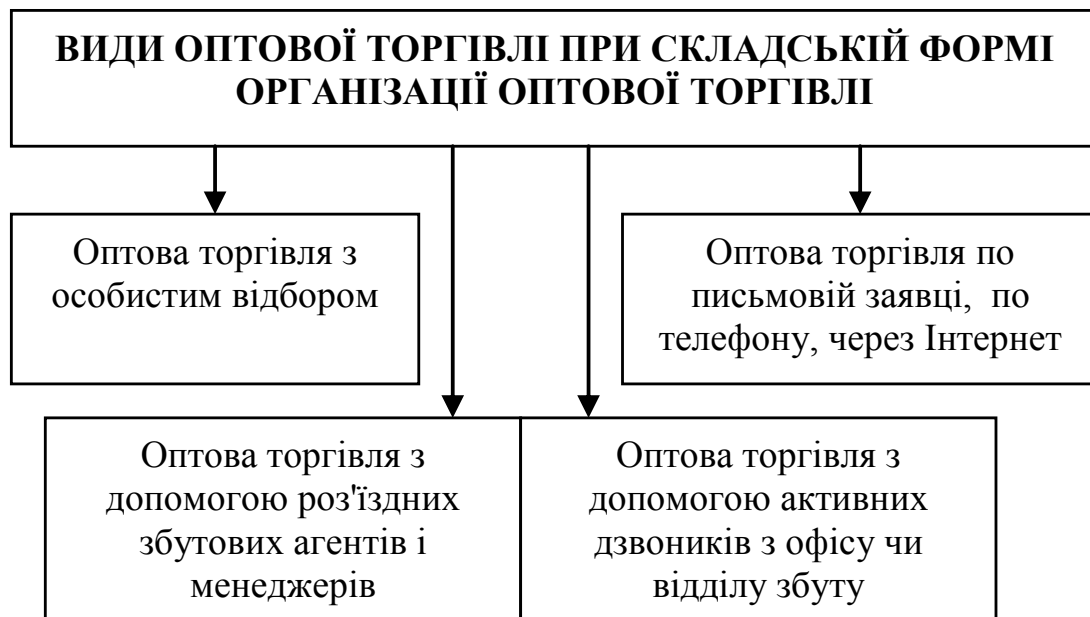 ВИДИ ОПТОВОЇ ТОРГІВЛІ ПРИ СКЛАДСЬКІЙ ФОРМІ
ОРГАНІЗАЦІЇ ОПТОВОЇ ТОРГІВЛІ
Оптова торгівля з
особистим відбором
Оптова торгівля по
письмовій заявці, по
телефону, через Інтернет
Оптова торгівля з
допомогою роз'їздних
збутових агентів і
менеджерів
Оптова торгівля з
допомогою активних
дзвоників з офісу чи
відділу збуту